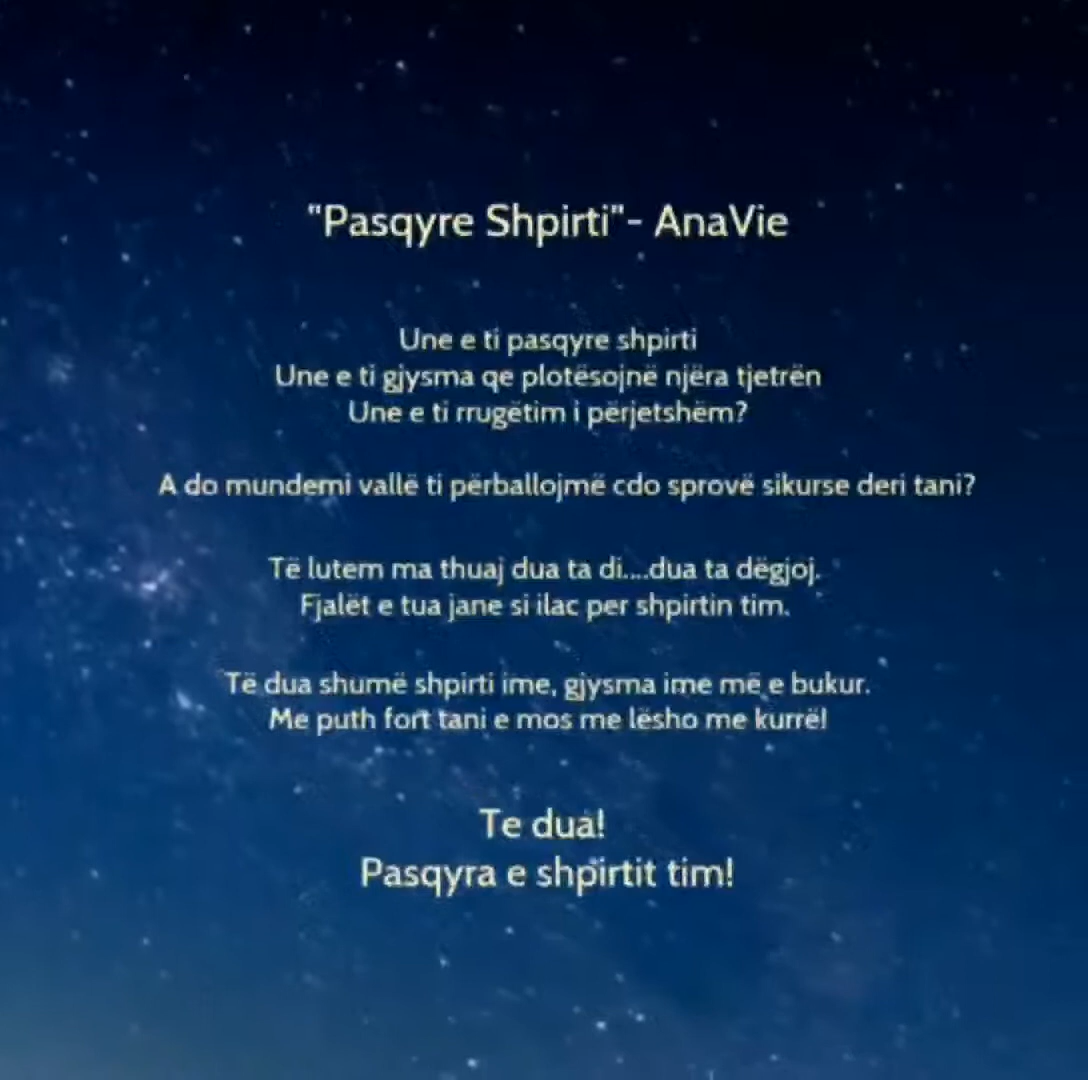 "Pasqyre Shpirti"- AnaVie
Une e ti pasqyre shpirti
Une e ti gjysma qe plotësojnë njëra tjetrën
Une e ti rrugëtim i përjetshëm?
A do mundemi vallë ti përballojmë cdo sprovë sikurse deri tani?
Të lutem ma thuaj dua ta di....dua ta dëgjoj.
Fjalët e tua jane si ilac per shpirtin tim.
Të dua shumë shpirti ime, gjysma ime më e bukur.
Me puth fort tani e mos me lësho me kurrë!
Te dua!
Pasqyra e shpirtit tim!